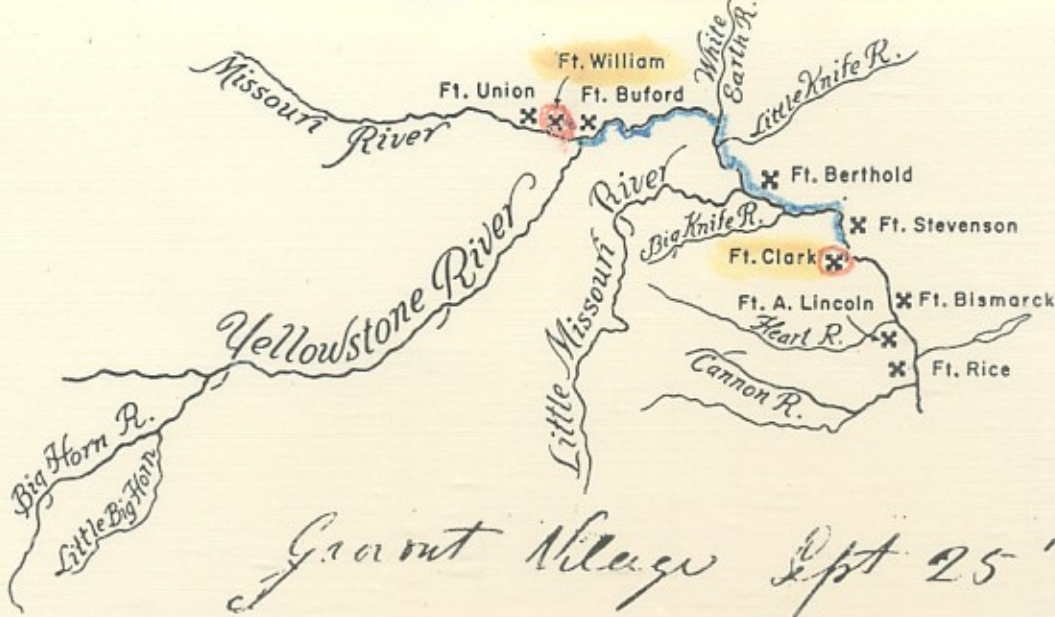 White
Earth R.
Missouri
River
Ft. William
Ft. Union
Ft. Buford
Little Knife R.
River
Ft. Berthold
Big Knife R.
Ft. Stevenson
Ft. Clark
Yellowstone River
Little Missouri
Ft. A. Lincoln
Ft. Bismarck
Heart R.
Ft. Rice
Cannon R.
Big Horn R.
Little Big Horn
Village Sept 25